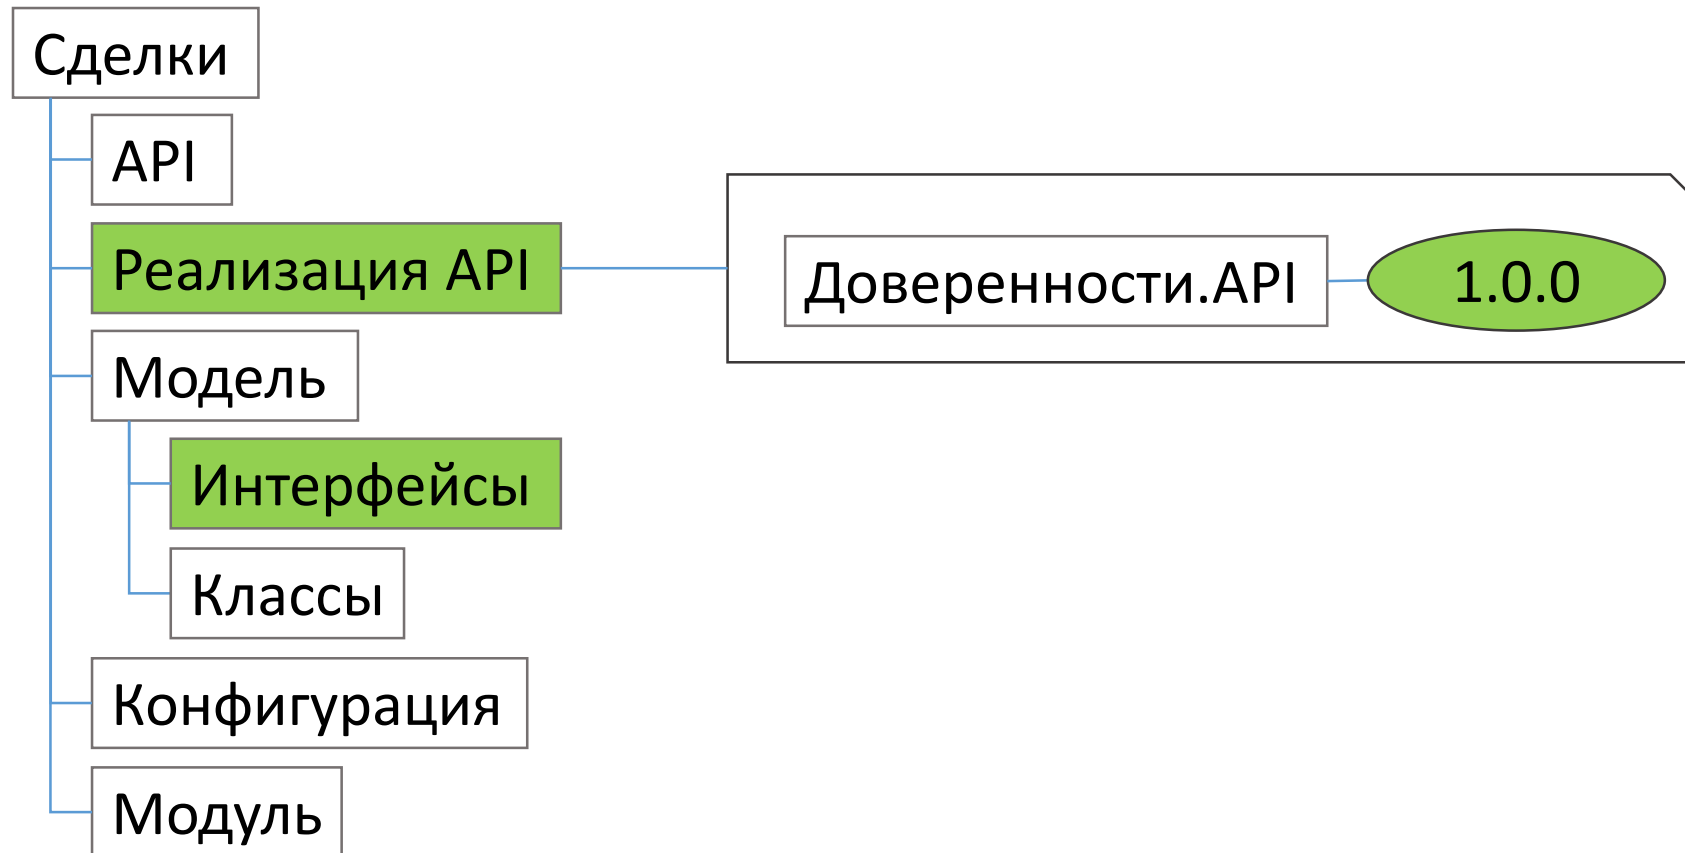 Сделки
API
Реализация API
Доверенности.API
1.0.0
Модель
Интерфейсы
Классы
Конфигурация
Модуль